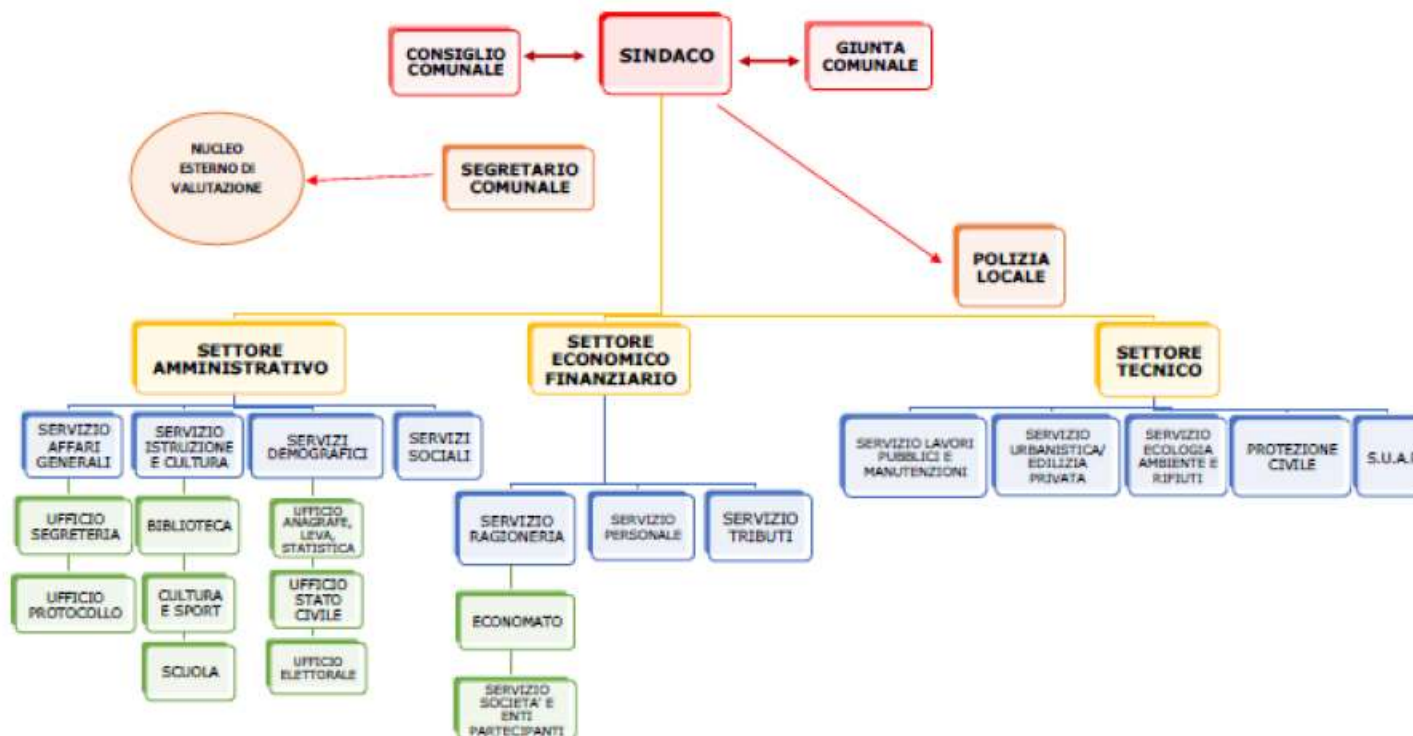 CONSIGLIO
COMUNALE
SINDACO
GIUNTA
COMUNALE
NUCLEO
ESTERNO DI
VALUTAZIONE
SEGRETARIO
COMUNALE
POLIZIA
LOCALE
SETTORE
AMMINISTRATIVO
SETTORE
ECONOMICO
FINANZIARIO
SETTORE
TECNICO
SERVIZIO
AFFARI
GENERALI
SERVIZIO
ISTRUZIONE
E CULTURA
SERVIZI
DEMOGRAFICI
SERVIZI
SOCIALI
SERVIZIO LAVORI
PUBBLICI E
MANUTENZIONI
SERVIZIO
URBANISTICA/
EDILIZIA
PRIVATA
SERVIZIO
ECOLOGIA
AMBIENTE E
RIFIUTI
PROTEZIONE
CIVILE
UFFICIO
SEGRETERIA
BIBLIOTECA
UFFICIO
ANAGRAFE,
LEVA,
STATISTICA
SERVIZIO
RAGIONERIA
SERVIZIO
PERSONALE
SERVIZIO
TRIBUTI
UFFICIO
PROTOCOLLO
CULTURA
E SPORT
UFFICIO
STATO
CIVILE
ECONOMATO
SCUOLA
UFFICIO
ELETTORALE
SERVIZIO
SOCIETA' E
ENTI
PARTECIPANTI